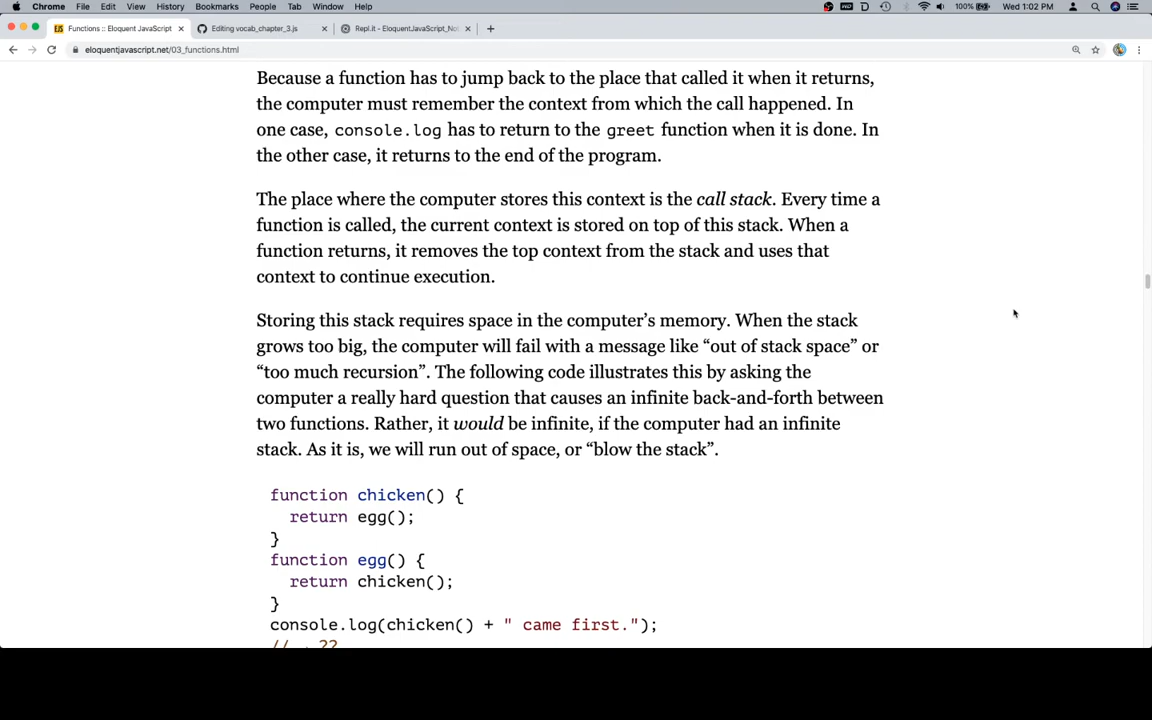 Chrome File Edit View History Bookmarks People Tab Window Help 100% Wed 1:02 PM
Functions :: Eloquent JavaScript Editing vocab_chapter_3.js Repl.it - EloquentJavaScript_No
eloquentjavascript.net/03_functions.html
Because a function has to jump back to the place that called it when it returns,
the computer must remember the context from which the call happened. In
one case, console.log has to return to the greet function when it is done. In
the other case, it returns to the end of the program.
The place where the computer stores this context is the call stack. Every time a
function is called, the current context is stored on top of this stack. When a
function returns, it removes the top context from the stack and uses that
context to continue execution.
Storing this stack requires space in the computer’s memory. When the stack
grows too big, the computer will fail with a message like “out of stack space” or
“too much recursion”. The following code illustrates this by asking the
computer a really hard question that causes an infinite back-and-forth between
two functions. Rather, it would be infinite, if the computer had an infinite
stack. As it is, we will run out of space, or “blow the stack”.
function chicken() {
return egg();
}
function egg() {
return chicken();
}
console.log(chicken() + " came first.");
// ??